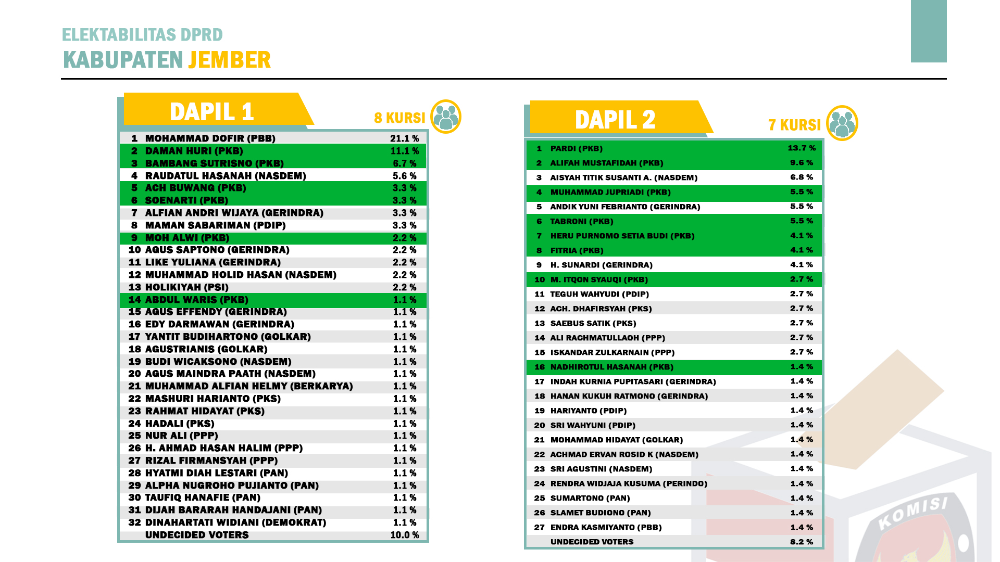 ELEKTABILITAS DPRD
KABUPATEN JEMBER
DAPIL 1
8 KURSI
1 MOHAMMAD DOFIR (PBB) 21.1 %
2 DAMAN HURI (PKB) 11.1 %
3 BAMBANG SUTRISNO (PKB) 6.7 %
4 RAUDATUL HASANAH (NASDEM) 5.6 %
5 ACH BUWANG (PKB) 3.3 %
6 SOENARTI (PKB) 3.3 %
7 ALFIAN ANDRI WIJAYA (GERINDRA) 3.3 %
8 MAMAN SABARIMAN (PDIP) 3.3 %
9 MOH ALWI (PKB) 2.2 %
10 AGUS SAPTONO (GERINDRA) 2.2 %
11 LIKE YULIANA (GERINDRA) 2.2 %
12 MUHAMMAD HOLID HASAN (NASDEM) 2.2 %
13 HOLIKIYAH (PSI) 2.2 %
14 ABDUL WARIS (PKB) 1.1 %
15 AGUS EFFENDY (GERINDRA) 1.1 %
16 EDY DARMAWAN (GERINDRA) 1.1 %
17 YANTIT BUDIHARTONO (GOLKAR) 1.1 %
18 AGUSTRIANIS (GOLKAR) 1.1 %
19 BUDI WICAKSONO (NASDEM) 1.1 %
20 AGUS MAINDRA PAATH (NASDEM) 1.1 %
21 MUHAMMAD ALFIAN HELMY (BERKARYA) 1.1 %
22 MASHURI HARIANTO (PKS) 1.1 %
23 RAHMAT HIDAYAT (PKS) 1.1 %
24 HADALI (PKS) 1.1 %
25 NUR ALI (PPP) 1.1 %
26 H. AHMAD HASAN HALIM (PPP) 1.1 %
27 RIZAL FIRMANSYAH (PPP) 1.1 %
28 HYATMI DIAH LESTARI (PAN) 1.1 %
29 ALPHA NUGROHO PUJIANTO (PAN) 1.1 %
30 TAUFIQ HANAFIE (PAN) 1.1 %
31 DIJAH BARARAH HANDAJANI (PAN) 1.1 %
32 DINAHARTATI WIDIANI (DEMOKRAT) 1.1 %
UNDECIDED VOTERS 10.0 %
DAPIL 2
7 KURSI
1 PARDI (PKB) 13.7 %
2 ALIFAH MUSTAFIDAH (PKB) 9.6 %
3 AISYAH TITIK SUSANTI A. (NASDEM) 6.8 %
4 MUHAMMAD JUPRIADI (PKB) 5.5 %
5 ANDIK YUNI FEBRIANTO (GERINDRA) 5.5 %
6 TABRONI (PKB) 5.5 %
7 HERU PURNOMO SETIA BUDI (PKB) 4.1 %
8 FITRIA (PKB) 4.1 %
9 H. SUNARDI (GERINDRA) 4.1 %
10 M. ITQON SYAUQI (PKB) 2.7 %
11 TEGUH WAHYUDI (PDIP) 2.7 %
12 ACH. DHAFIRSYAH (PKS) 2.7 %
13 SAEBUS SATIK (PKS) 2.7 %
14 ALI RACHMATULLAOH (PPP) 2.7 %
15 ISKANDAR ZULKARNAIN (PPP) 2.7 %
16 NADHIROTUL HASANAH (PKB) 1.4 %
17 INDAH KURNIA PUPITASARI (GERINDRA) 1.4 %
18 HANAN KUKUH RATMONO (GERINDRA) 1.4 %
19 HARIYANTO (PDIP) 1.4 %
20 SRI WAHYUNI (PDIP) 1.4 %
21 MOHAMMAD HIDAYAT (GOLKAR) 1.4 %
22 ACHMAD ERVAN ROSID K (NASDEM) 1.4 %
23 SRI AGUSTINI (NASDEM) 1.4 %
24 RENDRA WIDJAJA KUSUMA (PERINDO) 1.4 %
25 SUMARTONO (PAN) 1.4 %
26 SLAMET BUDIONO (PAN) 1.4 %
27 ENDRA KASMIYANTO (PBB) 1.4 %
UNDECIDED VOTERS 8.2 %
KOMISI